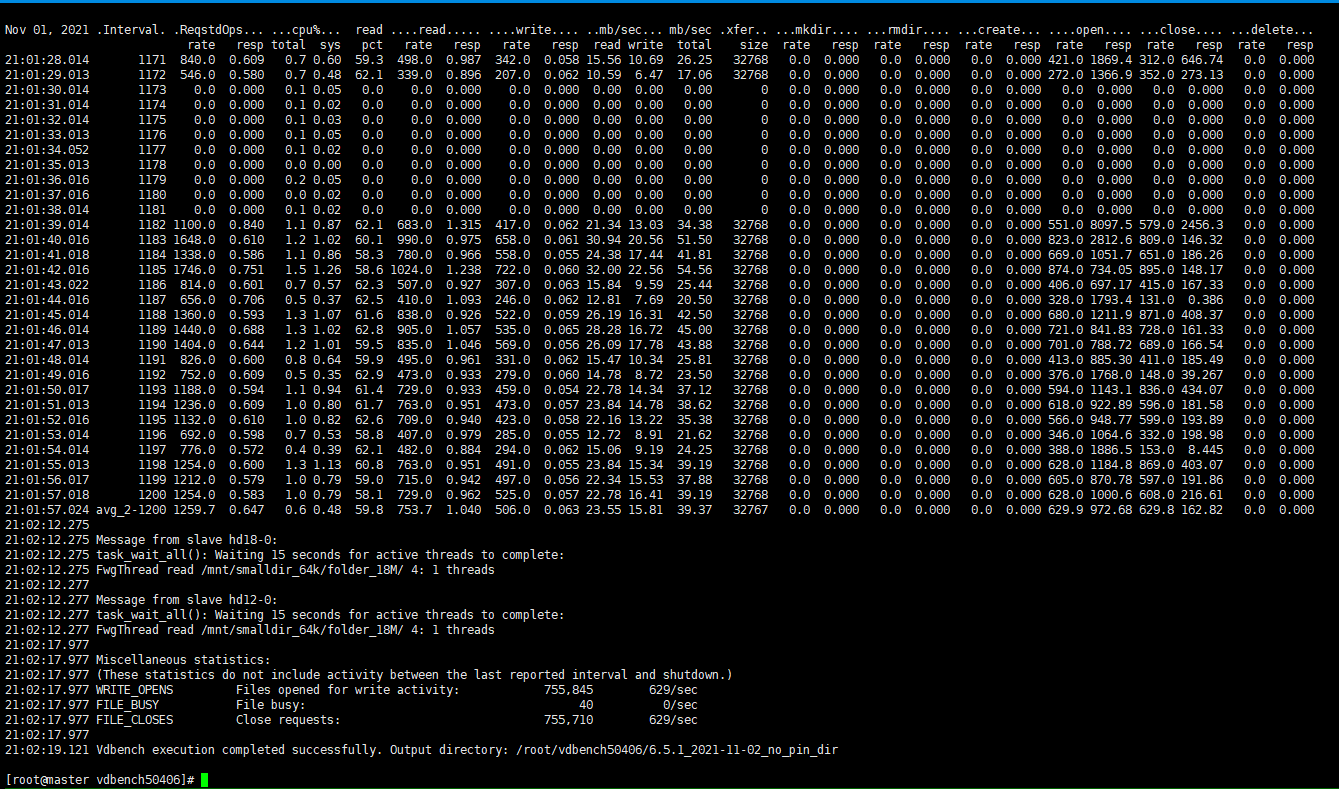 Nov 01, 2021 .Interval. .ReqstdOps... ...cpu%... read ....read..... ....write.... ..mb/sec... mb/sec .xfer.. ...mkdir.... ...rmdir.... ...create... ....open.... ...close.... ...delete...
rate resp total sys pct rate resp rate resp read write total size rate resp rate resp rate resp rate resp rate resp rate resp
21:01:28.014 1171 840.0 0.609 0.7 0.60 59.3 498.0 0.987 342.0 0.058 15.56 10.69 26.25 32768 0.0 0.000 0.0 0.000 0.0 0.000 421.0 1869.4 312.0 646.74 0.0 0.000
21:01:29.013 1172 546.0 0.580 0.7 0.48 62.1 339.0 0.896 207.0 0.062 10.59 6.47 17.06 32768 0.0 0.000 0.0 0.000 0.0 0.000 272.0 1366.9 352.0 273.13 0.0 0.000
21:01:30.014 1173 0.0 0.000 0.1 0.05 0.0 0.0 0.000 0.0 0.000 0.00 0.00 0.00 0 0.0 0.000 0.0 0.000 0.0 0.000 0.0 0.000 0.0 0.000 0.0 0.000
21:01:31.014 1174 0.0 0.000 0.1 0.02 0.0 0.0 0.000 0.0 0.000 0.00 0.00 0.00 0 0.0 0.000 0.0 0.000 0.0 0.000 0.0 0.000 0.0 0.000 0.0 0.000
21:01:32.014 1175 0.0 0.000 0.1 0.03 0.0 0.0 0.000 0.0 0.000 0.00 0.00 0.00 0 0.0 0.000 0.0 0.000 0.0 0.000 0.0 0.000 0.0 0.000 0.0 0.000
21:01:33.013 1176 0.0 0.000 0.1 0.05 0.0 0.0 0.000 0.0 0.000 0.00 0.00 0.00 0 0.0 0.000 0.0 0.000 0.0 0.000 0.0 0.000 0.0 0.000 0.0 0.000
21:01:34.052 1177 0.0 0.000 0.1 0.02 0.0 0.0 0.000 0.0 0.000 0.00 0.00 0.00 0 0.0 0.000 0.0 0.000 0.0 0.000 0.0 0.000 0.0 0.000 0.0 0.000
21:01:35.013 1178 0.0 0.000 0.0 0.00 0.0 0.0 0.000 0.0 0.000 0.00 0.00 0.00 0 0.0 0.000 0.0 0.000 0.0 0.000 0.0 0.000 0.0 0.000 0.0 0.000
21:01:36.016 1179 0.0 0.000 0.2 0.05 0.0 0.0 0.000 0.0 0.000 0.00 0.00 0.00 0 0.0 0.000 0.0 0.000 0.0 0.000 0.0 0.000 0.0 0.000 0.0 0.000
21:01:37.016 1180 0.0 0.000 0.0 0.02 0.0 0.0 0.000 0.0 0.000 0.00 0.00 0.00 0 0.0 0.000 0.0 0.000 0.0 0.000 0.0 0.000 0.0 0.000 0.0 0.000
21:01:38.014 1181 0.0 0.000 0.1 0.02 0.0 0.0 0.000 0.0 0.000 0.00 0.00 0.00 0 0.0 0.000 0.0 0.000 0.0 0.000 0.0 0.000 0.0 0.000 0.0 0.000
21:01:39.014 1182 1100.0 0.840 1.1 0.87 62.1 683.0 1.315 417.0 0.062 21.34 13.03 34.38 32768 0.0 0.000 0.0 0.000 0.0 0.000 551.0 8097.5 579.0 2456.3 0.0 0.000
21:01:40.016 1183 1648.0 0.610 1.2 1.02 60.1 990.0 0.975 658.0 0.061 30.94 20.56 51.50 32768 0.0 0.000 0.0 0.000 0.0 0.000 823.0 2812.6 809.0 146.32 0.0 0.000
21:01:41.018 1184 1338.0 0.586 1.1 0.86 58.3 780.0 0.966 558.0 0.055 24.38 17.44 41.81 32768 0.0 0.000 0.0 0.000 0.0 0.000 669.0 1051.7 651.0 186.26 0.0 0.000
21:01:42.016 1185 1746.0 0.751 1.5 1.26 58.6 1024.0 1.238 722.0 0.060 32.00 22.56 54.56 32768 0.0 0.000 0.0 0.000 0.0 0.000 874.0 734.05 895.0 148.17 0.0 0.000
21:01:43.022 1186 814.0 0.601 0.7 0.57 62.3 507.0 0.927 307.0 0.063 15.84 9.59 25.44 32768 0.0 0.000 0.0 0.000 0.0 0.000 406.0 697.17 415.0 167.33 0.0 0.000
21:01:44.016 1187 656.0 0.706 0.5 0.37 62.5 410.0 1.093 246.0 0.062 12.81 7.69 20.50 32768 0.0 0.000 0.0 0.000 0.0 0.000 328.0 1793.4 131.0 0.386 0.0 0.000
21:01:45.014 1188 1360.0 0.593 1.3 1.07 61.6 838.0 0.926 522.0 0.059 26.19 16.31 42.50 32768 0.0 0.000 0.0 0.000 0.0 0.000 680.0 1211.9 871.0 408.37 0.0 0.000
21:01:46.014 1189 1440.0 0.688 1.3 1.02 62.8 905.0 1.057 535.0 0.065 28.28 16.72 45.00 32768 0.0 0.000 0.0 0.000 0.0 0.000 721.0 841.83 728.0 161.33 0.0 0.000
21:01:47.013 1190 1404.0 0.644 1.2 1.01 59.5 835.0 1.046 569.0 0.056 26.09 17.78 43.88 32768 0.0 0.000 0.0 0.000 0.0 0.000 701.0 788.72 689.0 166.54 0.0 0.000
21:01:48.014 1191 826.0 0.600 0.8 0.64 59.9 495.0 0.961 331.0 0.062 15.47 10.34 25.81 32768 0.0 0.000 0.0 0.000 0.0 0.000 413.0 885.30 411.0 185.49 0.0 0.000
21:01:49.016 1192 752.0 0.609 0.5 0.35 62.9 473.0 0.933 279.0 0.060 14.78 8.72 23.50 32768 0.0 0.000 0.0 0.000 0.0 0.000 376.0 1768.0 148.0 39.267 0.0 0.000
21:01:50.017 1193 1188.0 0.594 1.1 0.94 61.4 729.0 0.933 459.0 0.054 22.78 14.34 37.12 32768 0.0 0.000 0.0 0.000 0.0 0.000 594.0 1143.1 836.0 434.07 0.0 0.000
21:01:51.013 1194 1236.0 0.609 1.0 0.80 61.7 763.0 0.951 473.0 0.057 23.84 14.78 38.62 32768 0.0 0.000 0.0 0.000 0.0 0.000 618.0 922.89 596.0 181.58 0.0 0.000
21:01:52.016 1195 1132.0 0.610 1.0 0.82 62.6 709.0 0.940 423.0 0.058 22.16 13.22 35.38 32768 0.0 0.000 0.0 0.000 0.0 0.000 566.0 948.77 599.0 193.89 0.0 0.000
21:01:53.014 1196 692.0 0.598 0.7 0.53 58.8 407.0 0.979 285.0 0.055 12.72 8.91 21.62 32768 0.0 0.000 0.0 0.000 0.0 0.000 346.0 1064.6 332.0 198.98 0.0 0.000
21:01:54.014 1197 776.0 0.572 0.4 0.39 62.1 482.0 0.884 294.0 0.062 15.06 9.19 24.25 32768 0.0 0.000 0.0 0.000 0.0 0.000 388.0 1886.5 153.0 8.445 0.0 0.000
21:01:55.013 1198 1254.0 0.600 1.3 1.13 60.8 763.0 0.951 491.0 0.055 23.84 15.34 39.19 32768 0.0 0.000 0.0 0.000 0.0 0.000 628.0 1184.8 869.0 403.07 0.0 0.000
21:01:56.017 1199 1212.0 0.579 1.0 0.79 59.0 715.0 0.942 497.0 0.056 22.34 15.53 37.88 32768 0.0 0.000 0.0 0.000 0.0 0.000 605.0 870.78 597.0 191.86 0.0 0.000
21:01:57.018 1200 1254.0 0.583 1.0 0.79 58.1 729.0 0.962 525.0 0.057 22.78 16.41 39.19 32768 0.0 0.000 0.0 0.000 0.0 0.000 628.0 1000.6 608.0 216.61 0.0 0.000
21:01:57.024 avg_2-1200 1259.7 0.647 0.6 0.48 59.8 753.7 1.040 506.0 0.063 23.55 15.81 39.37 32767 0.0 0.000 0.0 0.000 0.0 0.000 629.9 972.68 629.8 162.82 0.0 0.000
21:02:12.275
21:02:12.275 Message from slave hd18-0:
21:02:12.275 task_wait_all(): Waiting 15 seconds for active threads to complete:
21:02:12.275 FwgThread read /mnt/smalldir_64k/folder_18M/ 4: 1 threads
21:02:12.277
21:02:12.277 Message from slave hd12-0:
21:02:12.277 task_wait_all(): Waiting 15 seconds for active threads to complete:
21:02:12.277 FwgThread read /mnt/smalldir_64k/folder_18M/ 4: 1 threads
21:02:17.977
21:02:17.977 Miscellaneous statistics:
21:02:17.977 (These statistics do not include activity between the last reported interval and shutdown.)
21:02:17.977 WRITE_OPENS Files opened for write activity: 755,845 629/sec
21:02:17.977 FILE_BUSY File busy: 40 0/sec
21:02:17.977 FILE_CLOSES Close requests: 755,710 629/sec
21:02:17.977
21:02:19.121 Vdbench execution completed successfully. Output directory: /root/vdbench50406/6.5.1_2021-11-02_no_pin_dir
[root@master vdbench50406]#